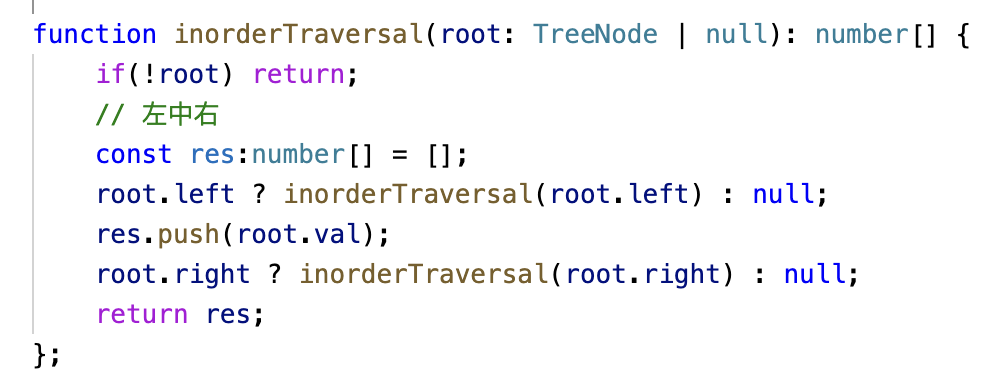 function inorderTraversal(root: TreeNode | null): number[] {
    if(!root) return;
    // 左中右
    const res:number[] = [];
    root.left ? inorderTraversal(root.left) : null;
    res.push(root.val);
    root.right ? inorderTraversal(root.right) : null;
    return res;
};